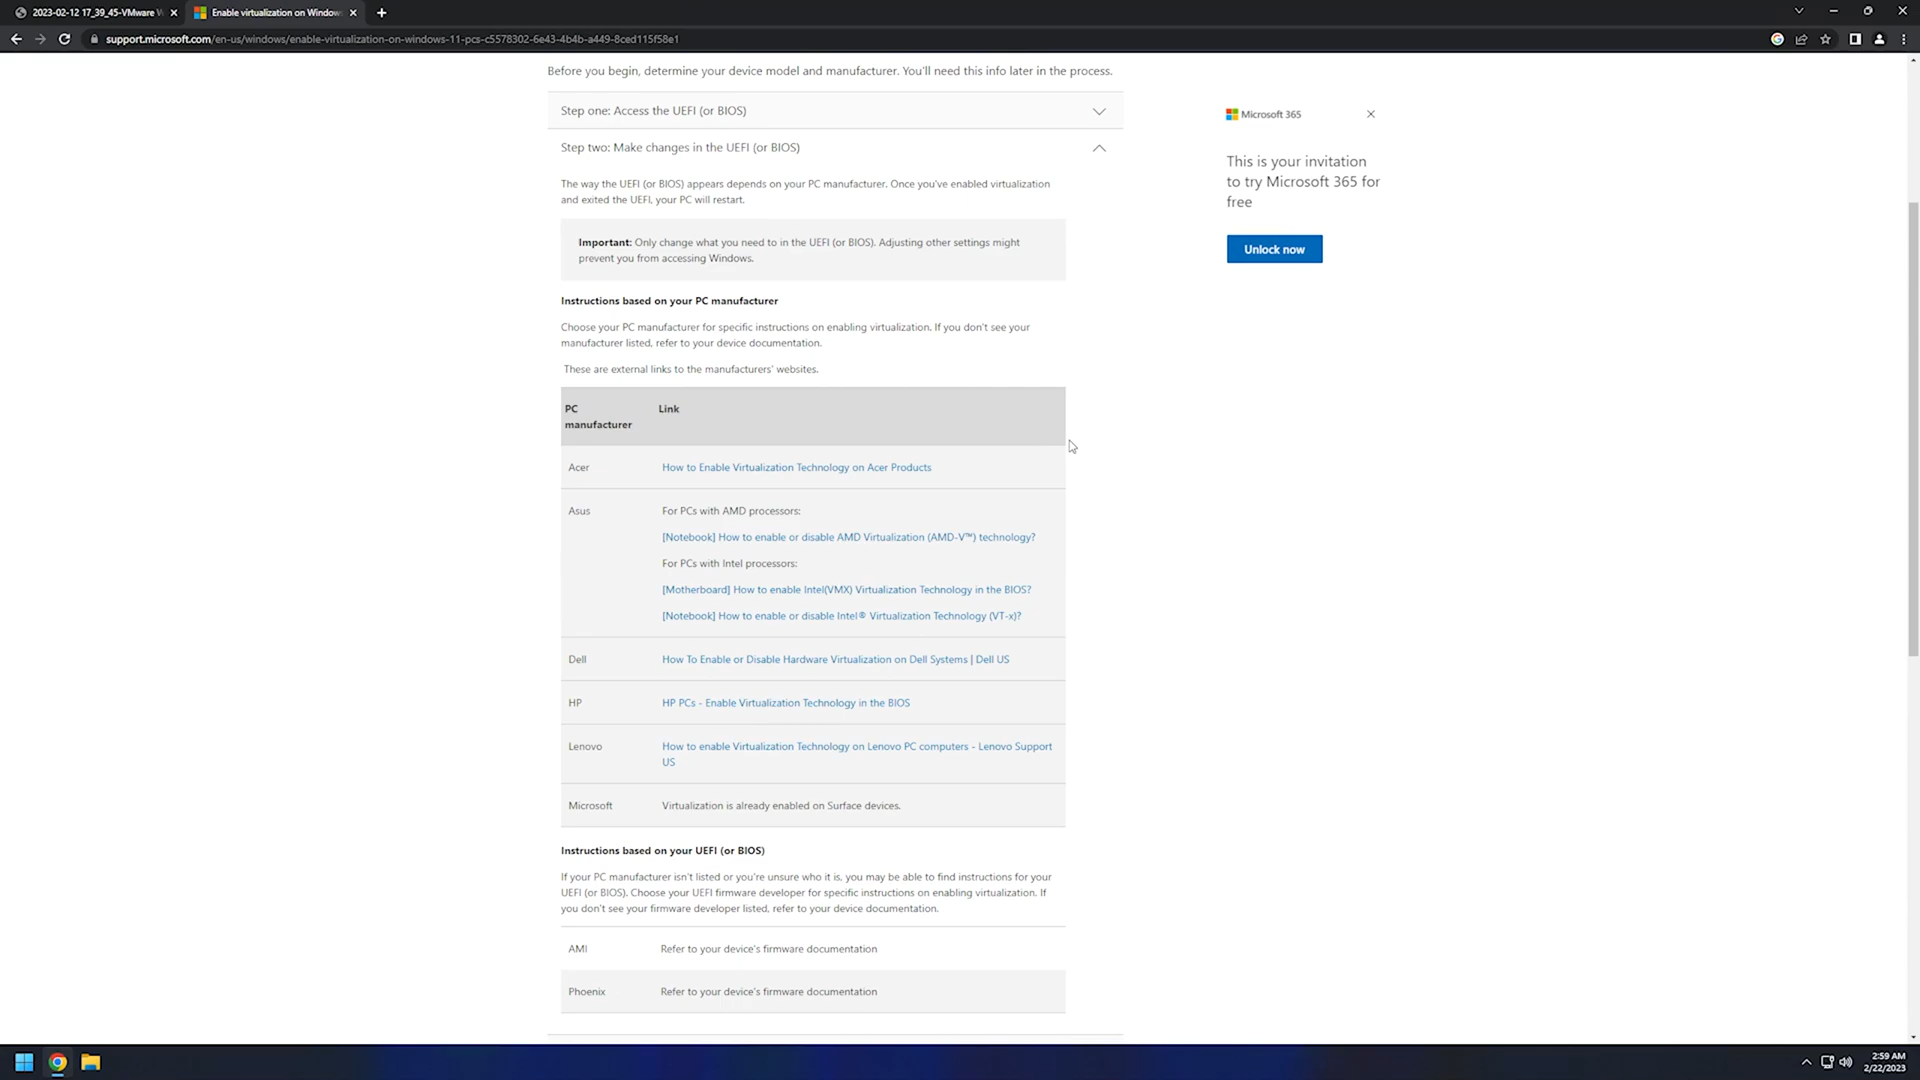 2023-02-12 17_39_45-VMware W
Enable virtualization on Window
support.microsoft.com/en-us/windows/enable-virtualization-on-windows-11-pcs-c5578302-6e43-4b4b-a449-8ced115f58e1
Before you begin, determine your device model and manufacturer. You'll need this info later in the process.
Step one: Access the UEFI (or BIOS)
Step two: Make changes in the UEFI (or BIOS)
The way the UEFI (or BIOS) appears depends on your PC manufacturer. Once you've enabled virtualization
and exited the UEFI, your PC will restart.
Important: Only change what you need to in the UEFI (or BIOS). Adjusting other settings might
prevent you from accessing Windows.
Instructions based on your PC manufacturer
Choose your PC manufacturer for specific instructions on enabling virtualization. If you don't see your
manufacturer listed, refer to your device documentation.
These are external links to the manufacturers' websites.
PC
manufacturer
Link
Acer
How to Enable Virtualization Technology on Acer Products
Asus
For PCs with AMD processors:
[Notebook] How to enable or disable AMD Virtualization (AMD-V™) technology?
For PCs with Intel processors:
[Motherboard] How to enable Intel(VMX) Virtualization Technology in the BIOS?
[Notebook] How to enable or disable Intel® Virtualization Technology (VT-x)?
Dell
How To Enable or Disable Hardware Virtualization on Dell Systems | Dell US
HP
HP PCs - Enable Virtualization Technology in the BIOS
Lenovo
How to enable Virtualization Technology on Lenovo PC computers - Lenovo Support
US
Microsoft
Virtualization is already enabled on Surface devices.
Instructions based on your UEFI (or BIOS)
If your PC manufacturer isn't listed or you're unsure who it is, you may be able to find instructions for your
UEFI (or BIOS). Choose your UEFI firmware developer for specific instructions on enabling virtualization. If
you don't see your firmware developer listed, refer to your device documentation.
AMI
Refer to your device's firmware documentation
Phoenix
Refer to your device's firmware documentation
Microsoft 365
This is your invitation
to try Microsoft 365 for
free
Unlock now
2:59 AM
2/22/2023